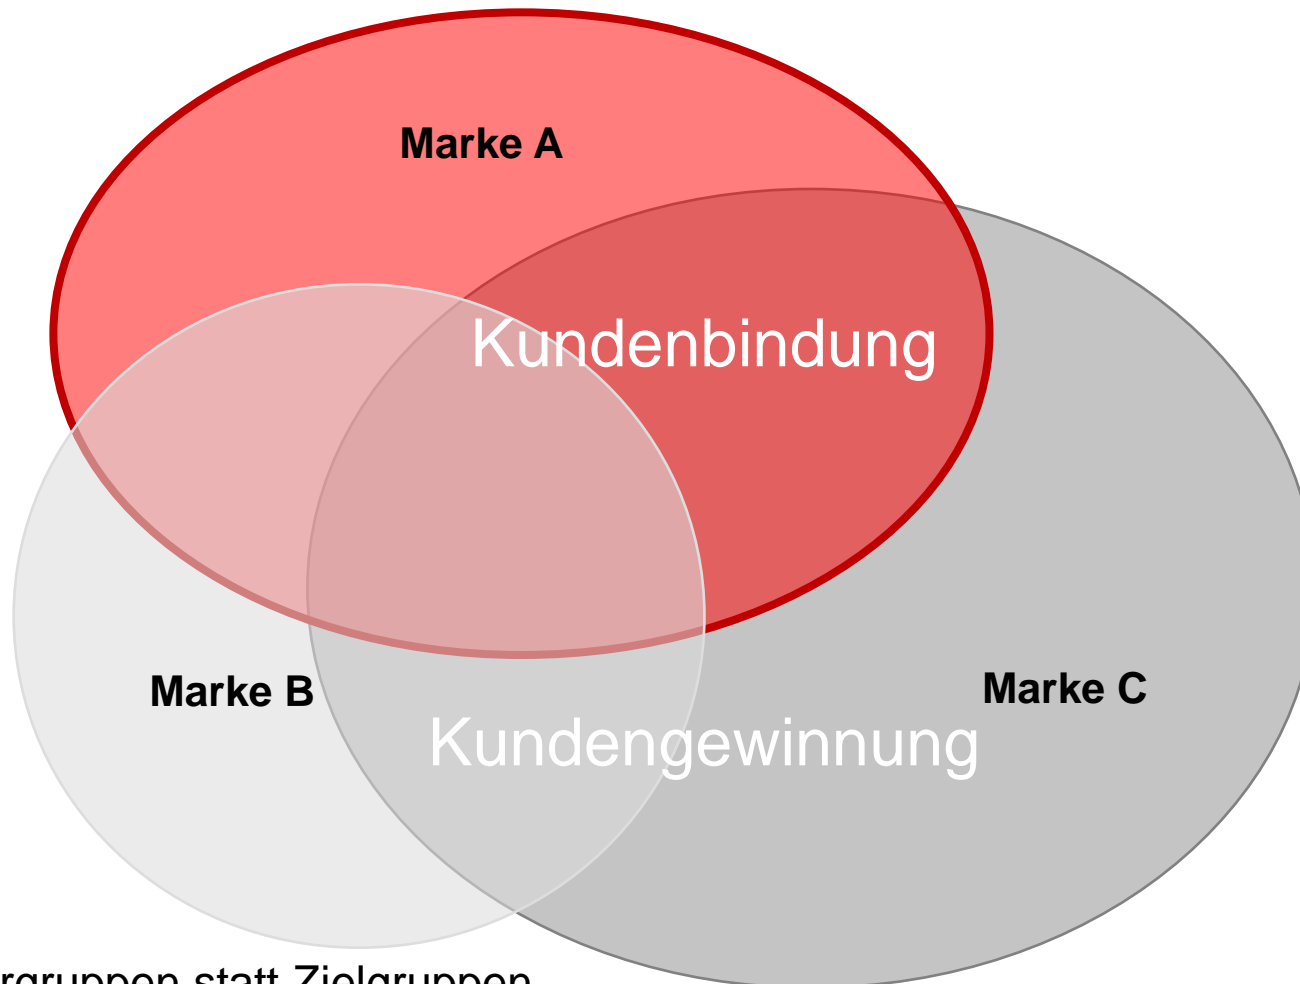 Marke A
Kundenbindung
Marke B
Marke C
Kundengewinnung
statt Zielgruppen